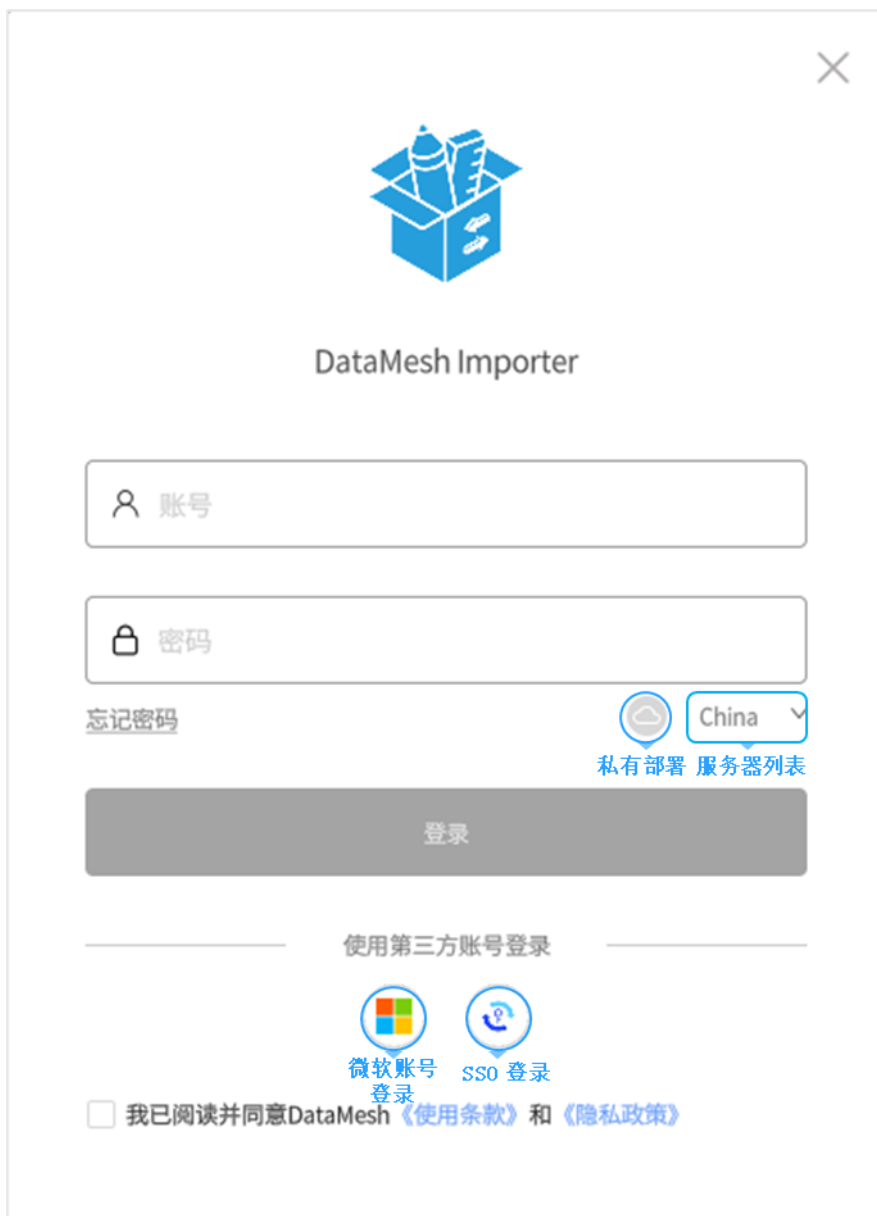 DataMesh Importer
账号
密码
忘记密码
China
私有部署 服务器列表
登录
使用第三方账号登录
微软账号
登录
SSO 登录
我已阅读并同意DataMesh《使用条款》和《隐私政策》